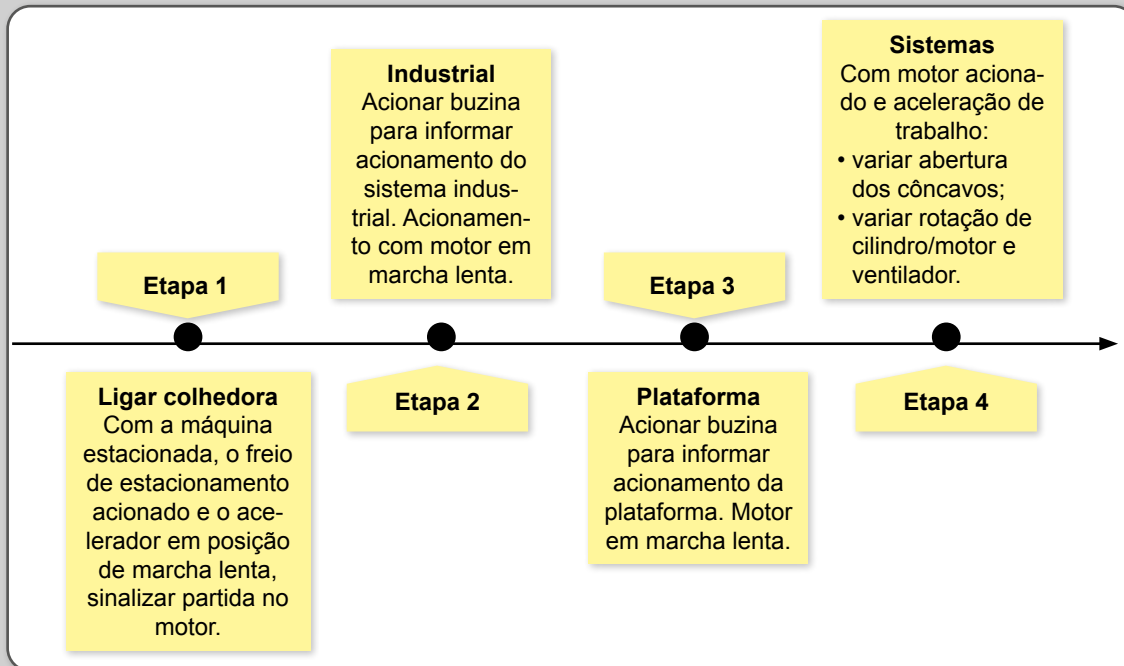 Etapa 1
Ligar colhedora
Com a máquina
estacionada, o freio
de estacionamento
acionado e o ace-
lerador em posição
de marcha lenta,
sinalizar partida no
motor.
Industrial
Acionar buzina
para informar
acionamento do
sistema indus-
trial. Acionamen-
to com motor em
marcha lenta.
Etapa 2
Etapa 3
Plataforma
Acionar buzina
para informar
acionamento da
plataforma. Motor
em marcha lenta.
Sistemas
Com motor aciona-
do e aceleração de
trabalho:
• variar abertura
dos côncavos;
• variar rotação de
cilindro/motor e
ventilador.
Etapa 4